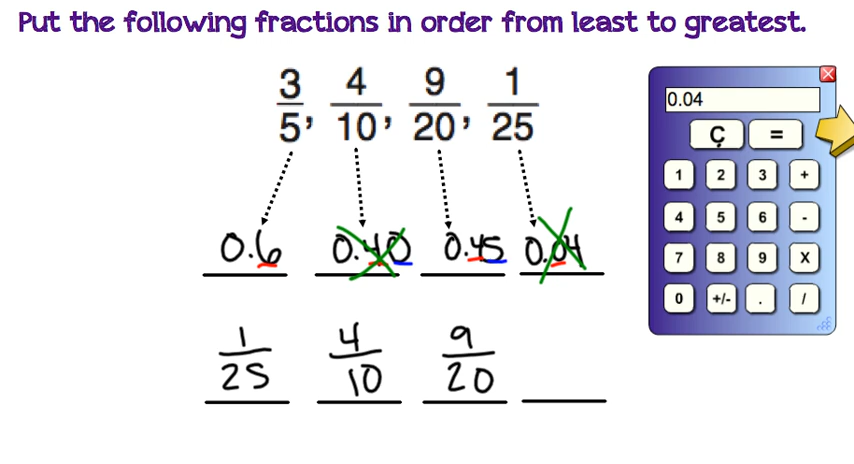 Put the following fractions in order from least to greatest.
3/5, 4/10, 9/20, 1/25
0.04
Ç =
1 2 3 +
4 5 6 -
7 8 9 X
0 +/- . /
0.6 0.40 0.45 0.04
1/25 4/10 9/20